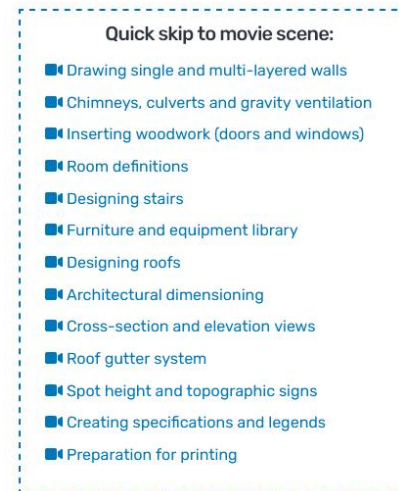 Quick skip to movie scene:
Drawing single and multi-layered walls
Chimneys, culverts and gravity ventilation
Inserting woodwork (doors and windows)
Room definitions
Designing stairs
Furniture and equipment library
Designing roofs
Architectural dimensioning
Cross-section and elevation views
Roof gutter system
Spot height and topographic signs
Creating specifications and legends
Preparation for printing